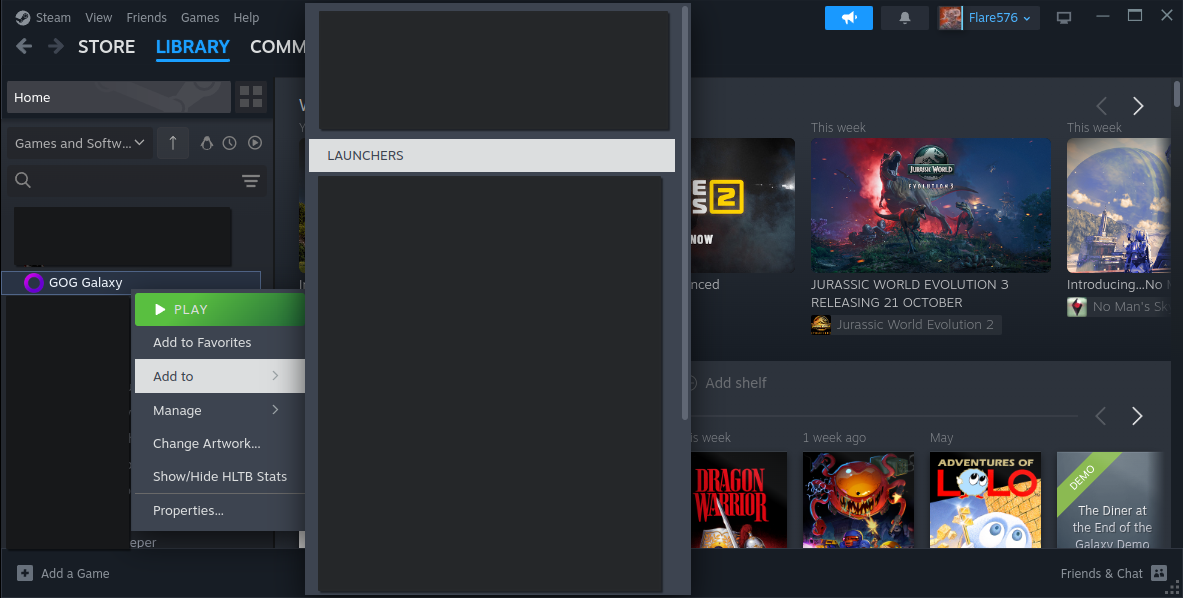 Steam View Friends Games Help
Flare576
STORE LIBRARY COMM
Home
Games and Softw...
GOG Galaxy
PLAY
Add to Favorites
Add to
Manage
Change Artwork...
Show/Hide HLTB Stats
Properties...
eper
Add a Game
LAUNCHERS
W
Y
In
NOW
nced
This week
JURASSIC WORLD
EVOLUTION 3
JURASSIC WORLD EVOLUTION 3
RELEASING 21 OCTOBER
Jurassic World Evolution 2
This week
Introducing...No M
No Man's Sk
Add shelf
is week
1 week ago
May
DRAGON
WARRIOR
ADVENTURES OF
LOLO
DEMO
The Diner at
the End of the
Galaxy Demo
Friends & Chat